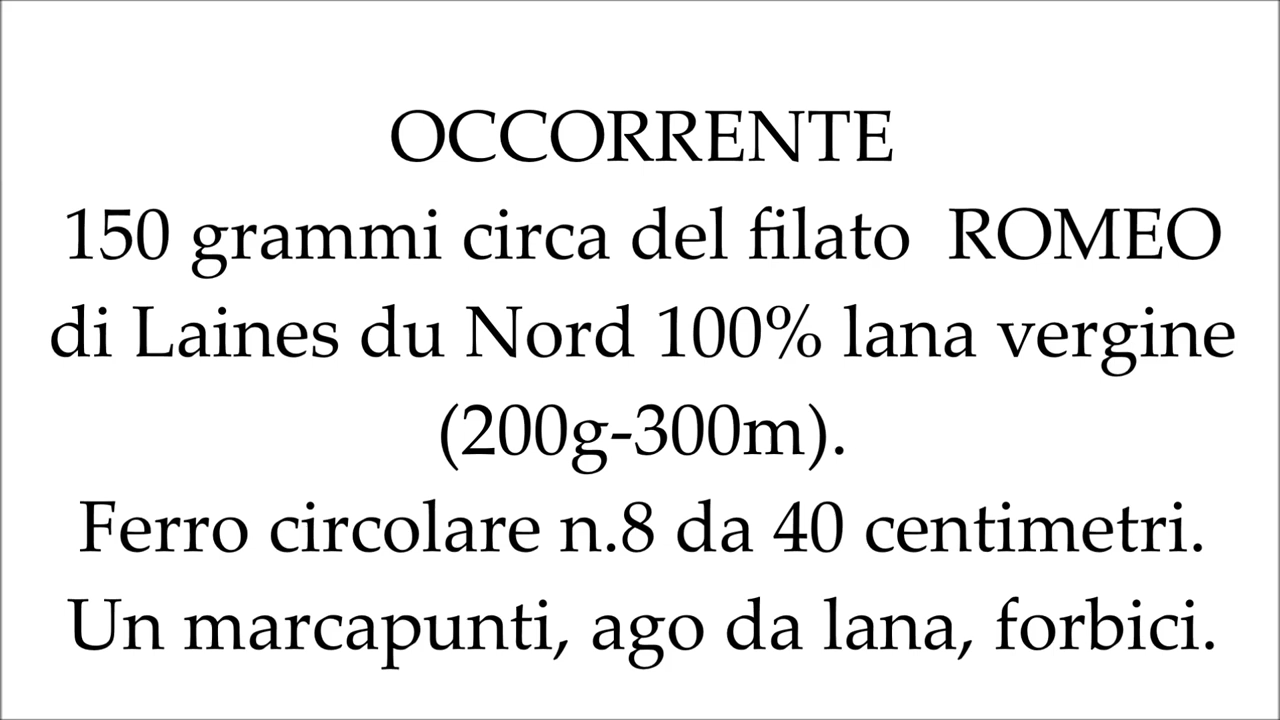 OCCORRENTE
150 grammi circa del filato ROMEO
di Laines du Nord 100% lana vergine
(200g-300m).
Ferro circolare n.8 da 40 centimetri.
Un marcapunti, ago da lana, forbici.